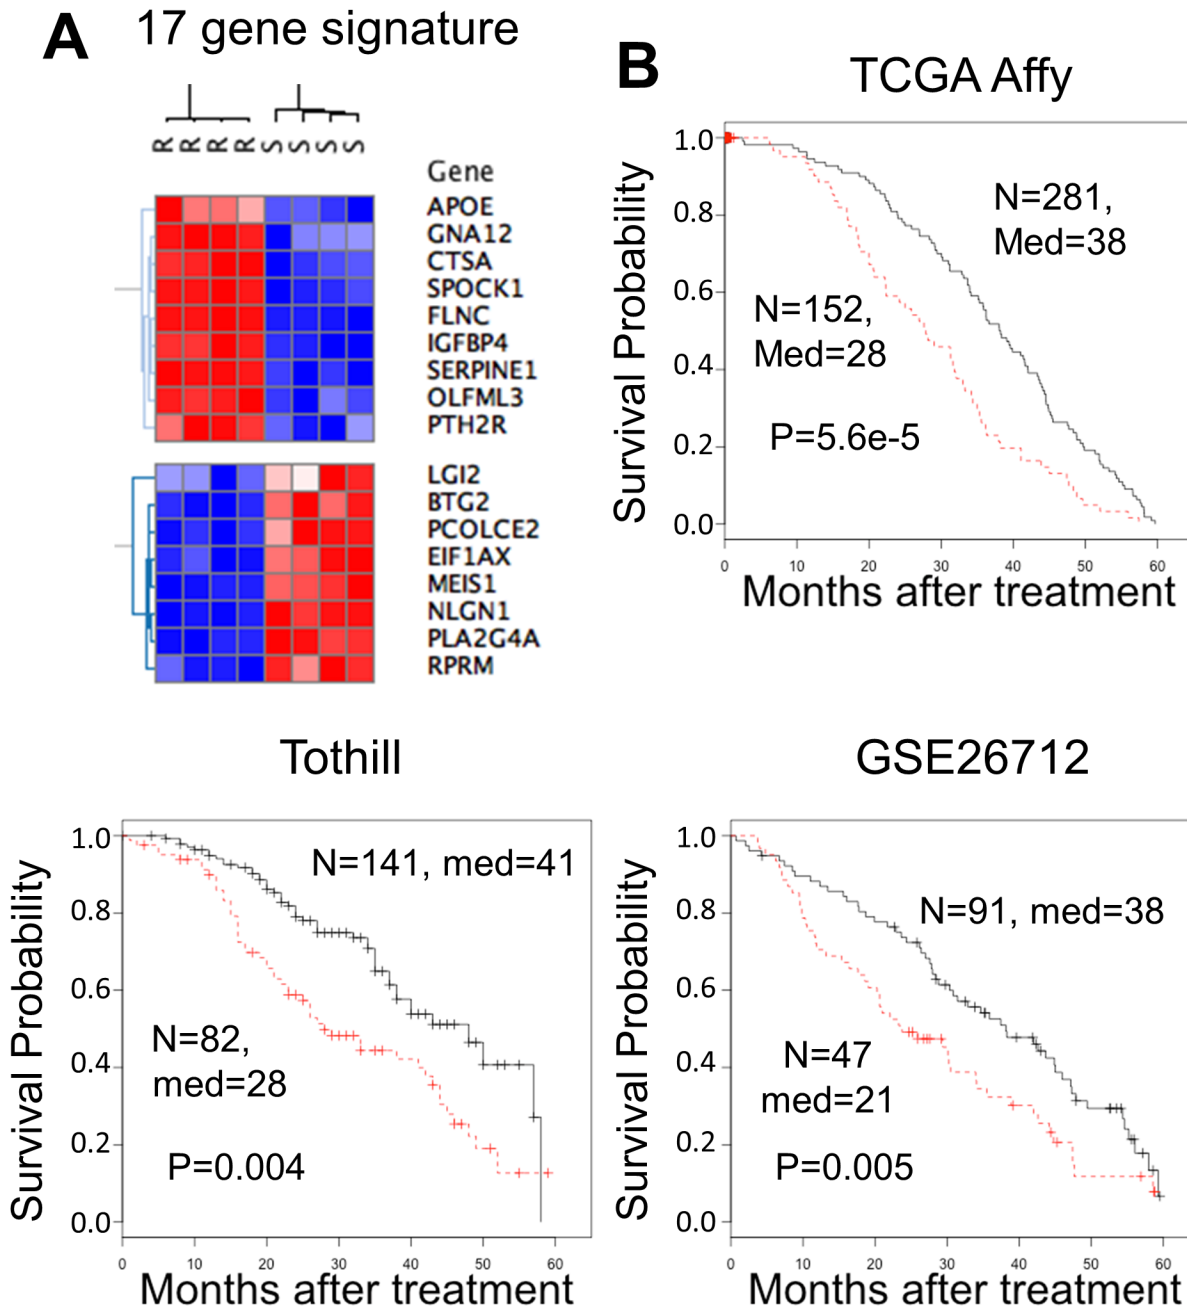 A
17 gene signature
R R R R S S S S
Gene
APOE
GNA12
CTSA
SPOCK1
FLNC
IGFBP4
SERPINE1
OLFML3
PTH2R
LGI2
BTG2
PCOLCE2
EIF1AX
MEIS1
NLGN1
PLA2G4A
RPRM
B
TCGA Affy
Survival Probability
1.0
0.8
0.6
0.4
0.2
0.0
N=281,
Med=38
N=152,
Med=28
P=5.6e-5
0 10 20 30 40 50 60
Months after treatment
Tothill
Survival Probability
1.0
0.8
0.6
0.4
0.2
0.0
N=141, med=41
N=82,
med=28
P=0.004
0 10 20 30 40 50 60
Months after treatment
GSE26712
Survival Probability
1.0
0.8
0.6
0.4
0.2
0.0
N=91, med=38
N=47
med=21
P=0.005
0 10 20 30 40 50 60
Months after treatment